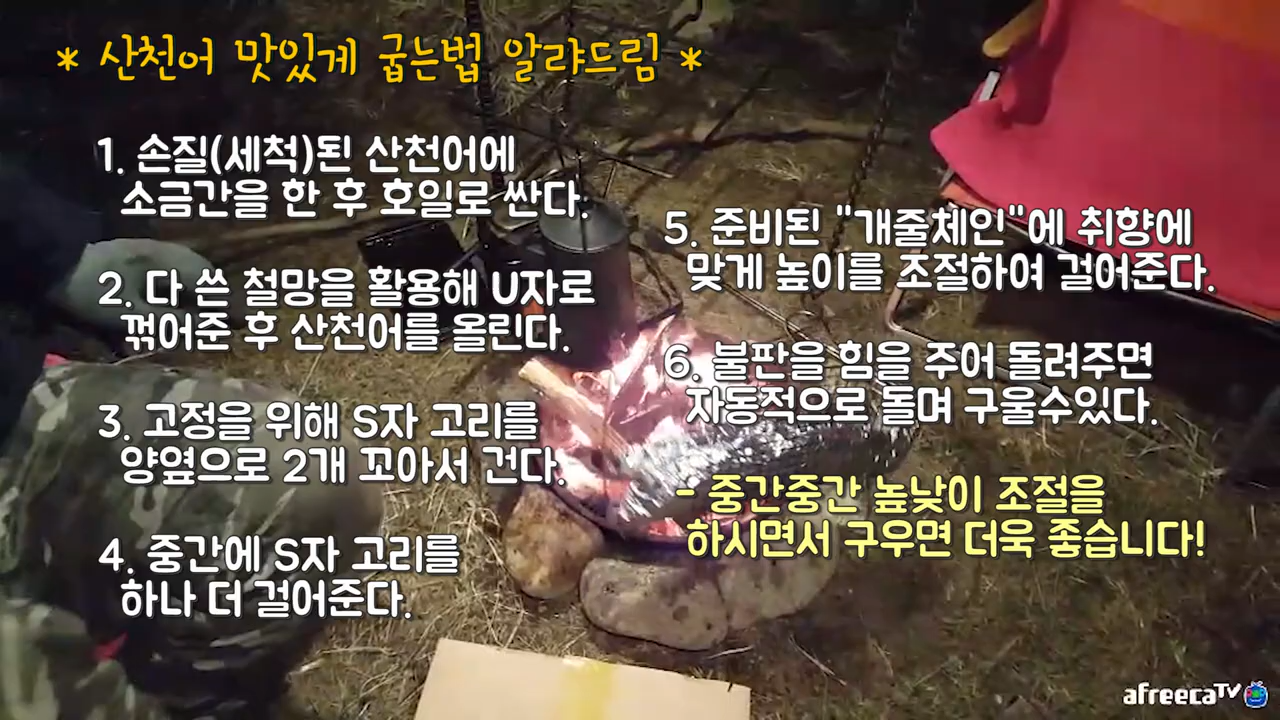 * 산천어 맛있게 굽는법 알랴드림 *
1. 손질(세척)된 산천어에
소금간을 한 후 호일로 싼다.
2. 다 쓴 철망을 활용해 U자로
꺾어준 후 산천어를 올린다.
3. 고정을 위해 S자 고리를
양옆으로 2개 꼬아서 건다.
4. 중간에 S자 고리를
하나 더 걸어준다.
5. 준비된 "개줄체인"에 취향에
맞게 높이를 조절하여 걸어준다.
6. 불판을 힘을 주어 돌려주면
자동적으로 돌며 구울수있다.
- 중간중간 높낮이 조절을
하시면서 구우면 더욱 좋습니다!
afreecaTV